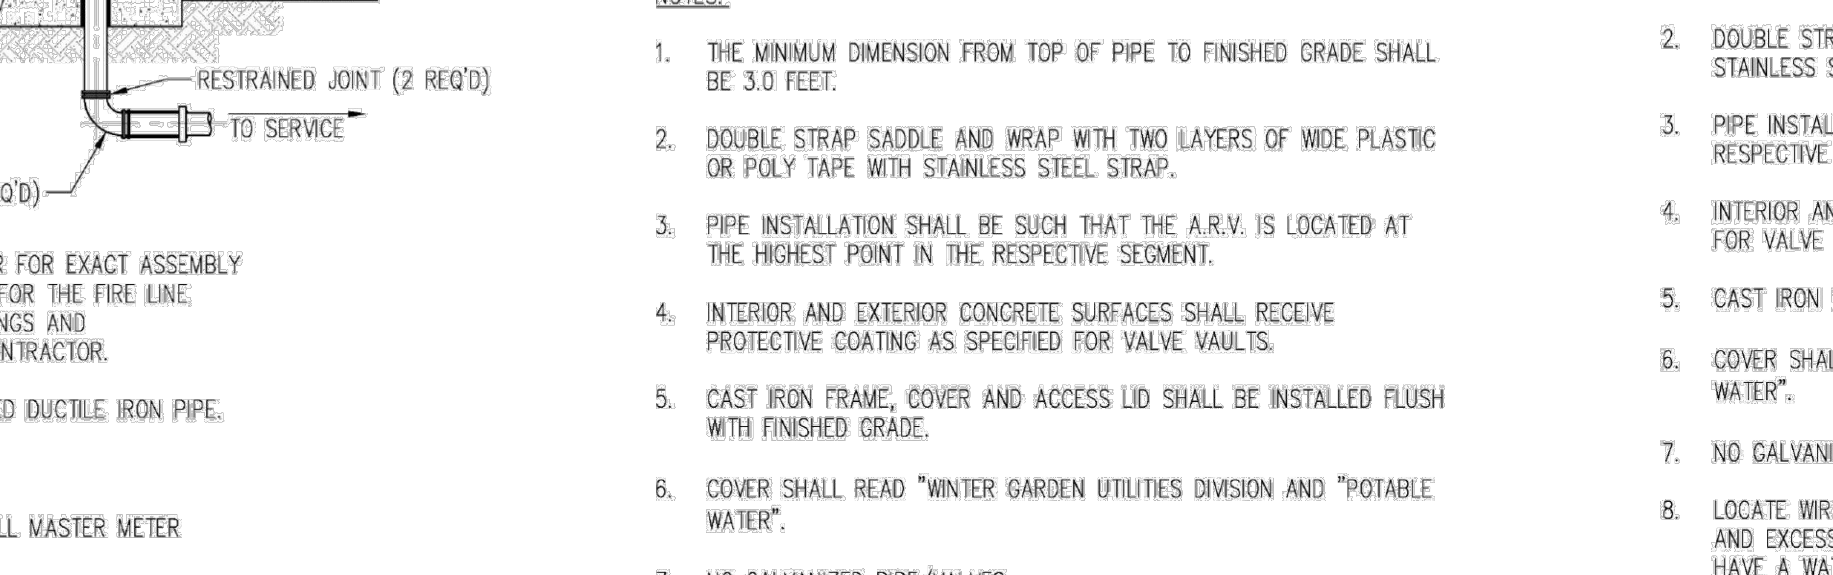 RESTRAINED JOINT (2 REQ'D)
TO SERVICE
Q'D)
R FOR EXACT ASSEMBLY
FOR THE FIRE LINE
NGS AND
NTRACTOR.
ED DUCTILE IRON PIPE.
LL MASTER METER
NOTES:
1. THE MINIMUM DIMENSION FROM TOP OF PIPE TO FINISHED GRADE SHALL
BE 3.0 FEET.
2. DOUBLE STRAP SADDLE AND WRAP WITH TWO LAYERS OF WIDE PLASTIC
OR POLY TAPE WITH STAINLESS STEEL STRAP.
3. PIPE INSTALLATION SHALL BE SUCH THAT THE A.R.V. IS LOCATED AT
THE HIGHEST POINT IN THE RESPECTIVE SEGMENT.
4. INTERIOR AND EXTERIOR CONCRETE SURFACES SHALL RECEIVE
PROTECTIVE COATING AS SPECIFIED FOR VALVE VAULTS.
5. CAST IRON FRAME, COVER AND ACCESS LID SHALL BE INSTALLED FLUSH
WITH FINISHED GRADE.
6. COVER SHALL READ "WINTER GARDEN UTILITIES DIVISION AND "POTABLE
WATER".
7. NO GALVANIZED PIPE/VALVES
2. DOUBLE STR
STAINLESS S
3. PIPE INSTAL
RESPECTIVE
4. INTERIOR AN
FOR VALVE
5. CAST IRON
6. COVER SHAL
WATER".
7. NO GALVANI
8. LOCATE WIR
AND EXCESS
HAVE A WA